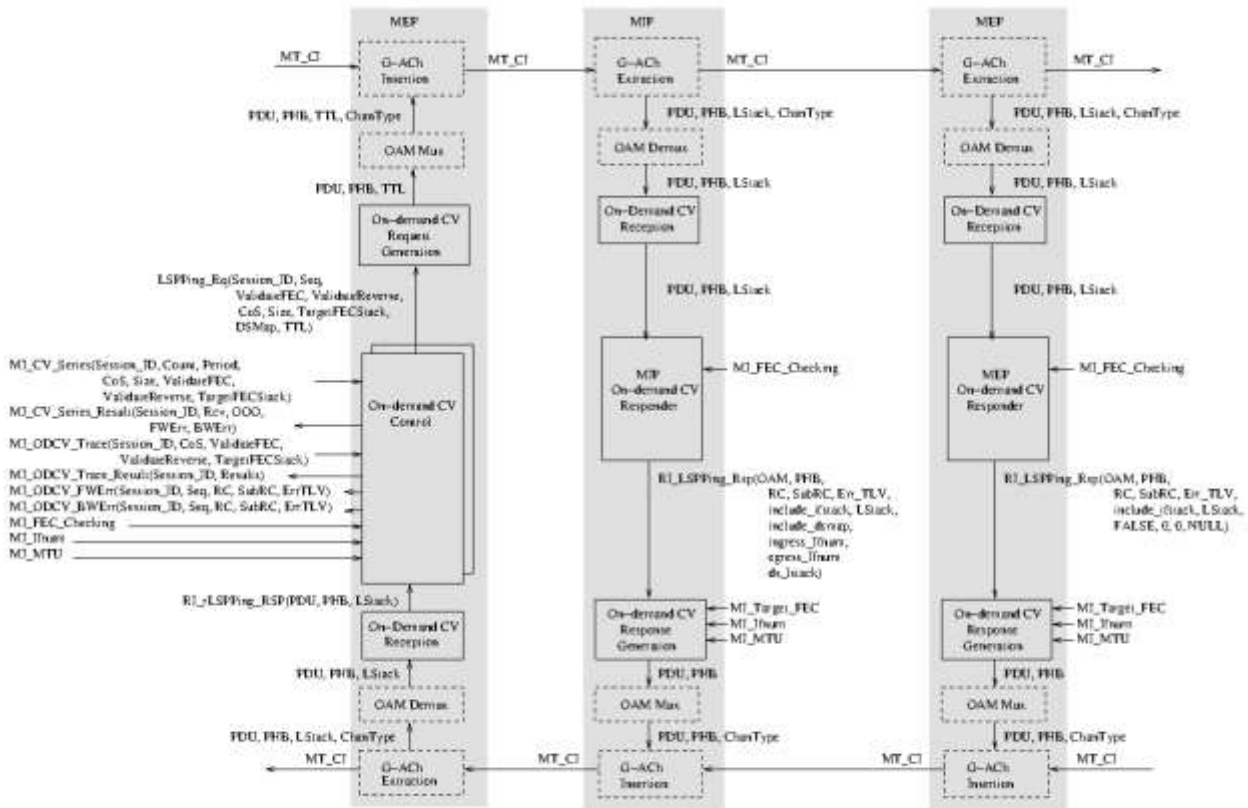 MEP
MIP
MEP
MT_CI
G-ACh
Insertion
MT_CI
G-ACh
Extraction
MT_CI
G-ACh
Extraction
MT_CI
PDU, PHB, TTL, ChanType
PDU, PHB, LStack, ChanType
PDU, PHB, LStack, ChanType
OAM Mux
OAM Demux
OAM Demux
PDU, PHB, TTL
PDU, PHB, LStack
PDU, PHB, LStack
On-demand CV
Request
Generation
On-Demand CV
Reception
On-Demand CV
Reception
LSPPing_Rq(Session_ID, Seq,
ValidateFEC, ValidateReverse,
CoS, Size, TargetFECStack,
DSMap, TTL)
PDU, PHB, LStack
PDU, PHB, LStack
MI_CV_Series(Session_ID, Count, Period,
CoS, Size, ValidateFEC,
ValidateReverse, TargetFECStack)
MI_CV_Series_Result(Session_ID, Rcv, OOO,
FWErr, BWErr)
MI_ODCV_Trace(Session_ID, CoS, ValidateFEC,
ValidateReverse, TargetFECStack)
MI_ODCV_Trace_Result(Session_ID, Results)
MI_ODCV_FWErr(Session_ID, Seq, RC, SubRC, ErrTLV)
MI_ODCV_BWErr(Session_ID, Seq, RC, SubRC, ErrTLV)
MI_FEC_Checking
MI_Ifnum
MI_MTU
On-demand CV
Control
MIP
On-demand CV
Responder
MI_FEC_Checking
MEP
On-demand CV
Responder
MI_FEC_Checking
RI_LSPPing_Rsp(OAM, PHB,
RC, SubRC, Err_TLV,
include_ifstack, LStack,
include_dsmap,
ingress_Ifnum,
egress_Ifnum
ds_lstack)
RI_LSPPing_Rsp(OAM, PHB,
RC, SubRC, Err_TLV,
include_ifstack, LStack,
FALSE, 0, 0, NULL)
RI_rLSPPing_RSP(PDU, PHB, LStack)
On-Demand CV
Reception
On-demand CV
Response
Generation
MI_Target_FEC
MI_Ifnum
MI_MTU
On-demand CV
Response
Generation
MI_Target_FEC
MI_Ifnum
MI_MTU
PDU, PHB, LStack
PDU, PHB
PDU, PHB
OAM Demux
OAM Mux
OAM Mux
PDU, PHB, LStack, ChanType
PDU, PHB, ChanType
PDU, PHB, ChanType
MT_CI
G-ACh
Extraction
MT_CI
G-ACh
Insertion
MT_CI
G-ACh
Insertion
MT_CI